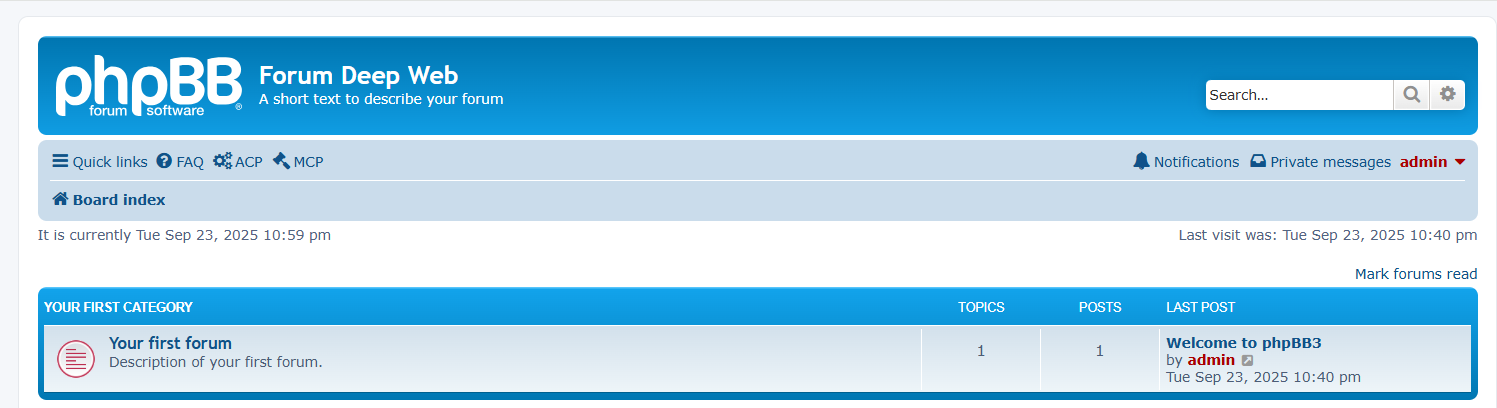 phpBB
forum software
®
Forum Deep Web
A short text to describe your forum
Search…
Quick links FAQ ACP MCP
Notifications Private messages admin
Board index
It is currently Tue Sep 23, 2025 10:59 pm
Last visit was: Tue Sep 23, 2025 10:40 pm
Mark forums read
YOUR FIRST CATEGORY TOPICS POSTS LAST POST
Your first forum
Description of your first forum.
1
1
Welcome to phpBB3
by admin
Tue Sep 23, 2025 10:40 pm